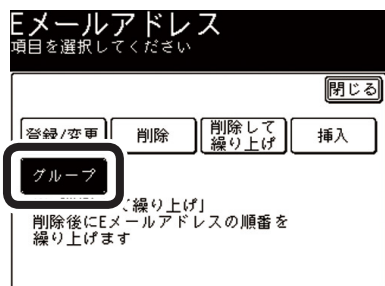 Eメールアドレス
項目を選択してください
閉じる
登録/変更 削除 削除して 挿入
繰り上げ
グループ
て繰り上げ」
削除後にEメールアドレスの順番を
繰り上げます